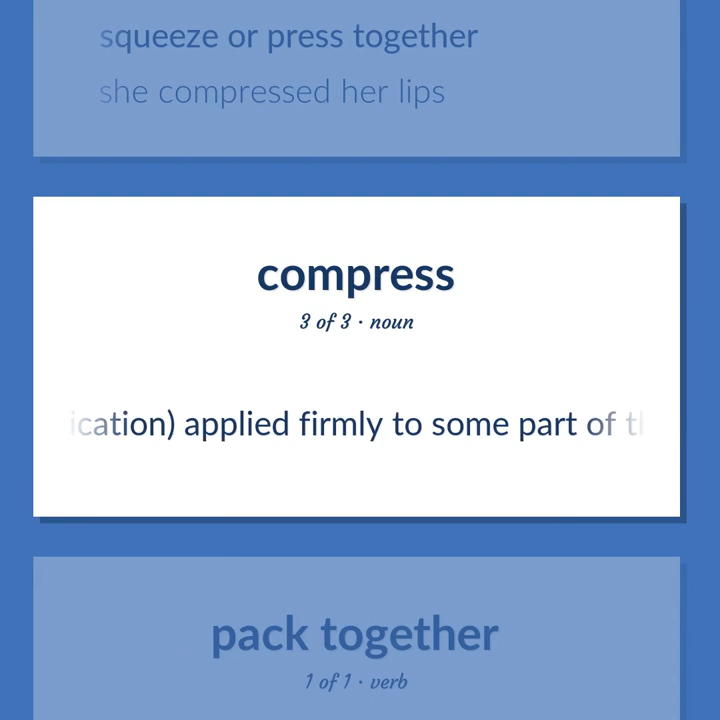 squeeze or press together
she compressed her lips
compress
3 of 3 · noun
ication) applied firmly to some part of
pack together
1 of 1 · verb